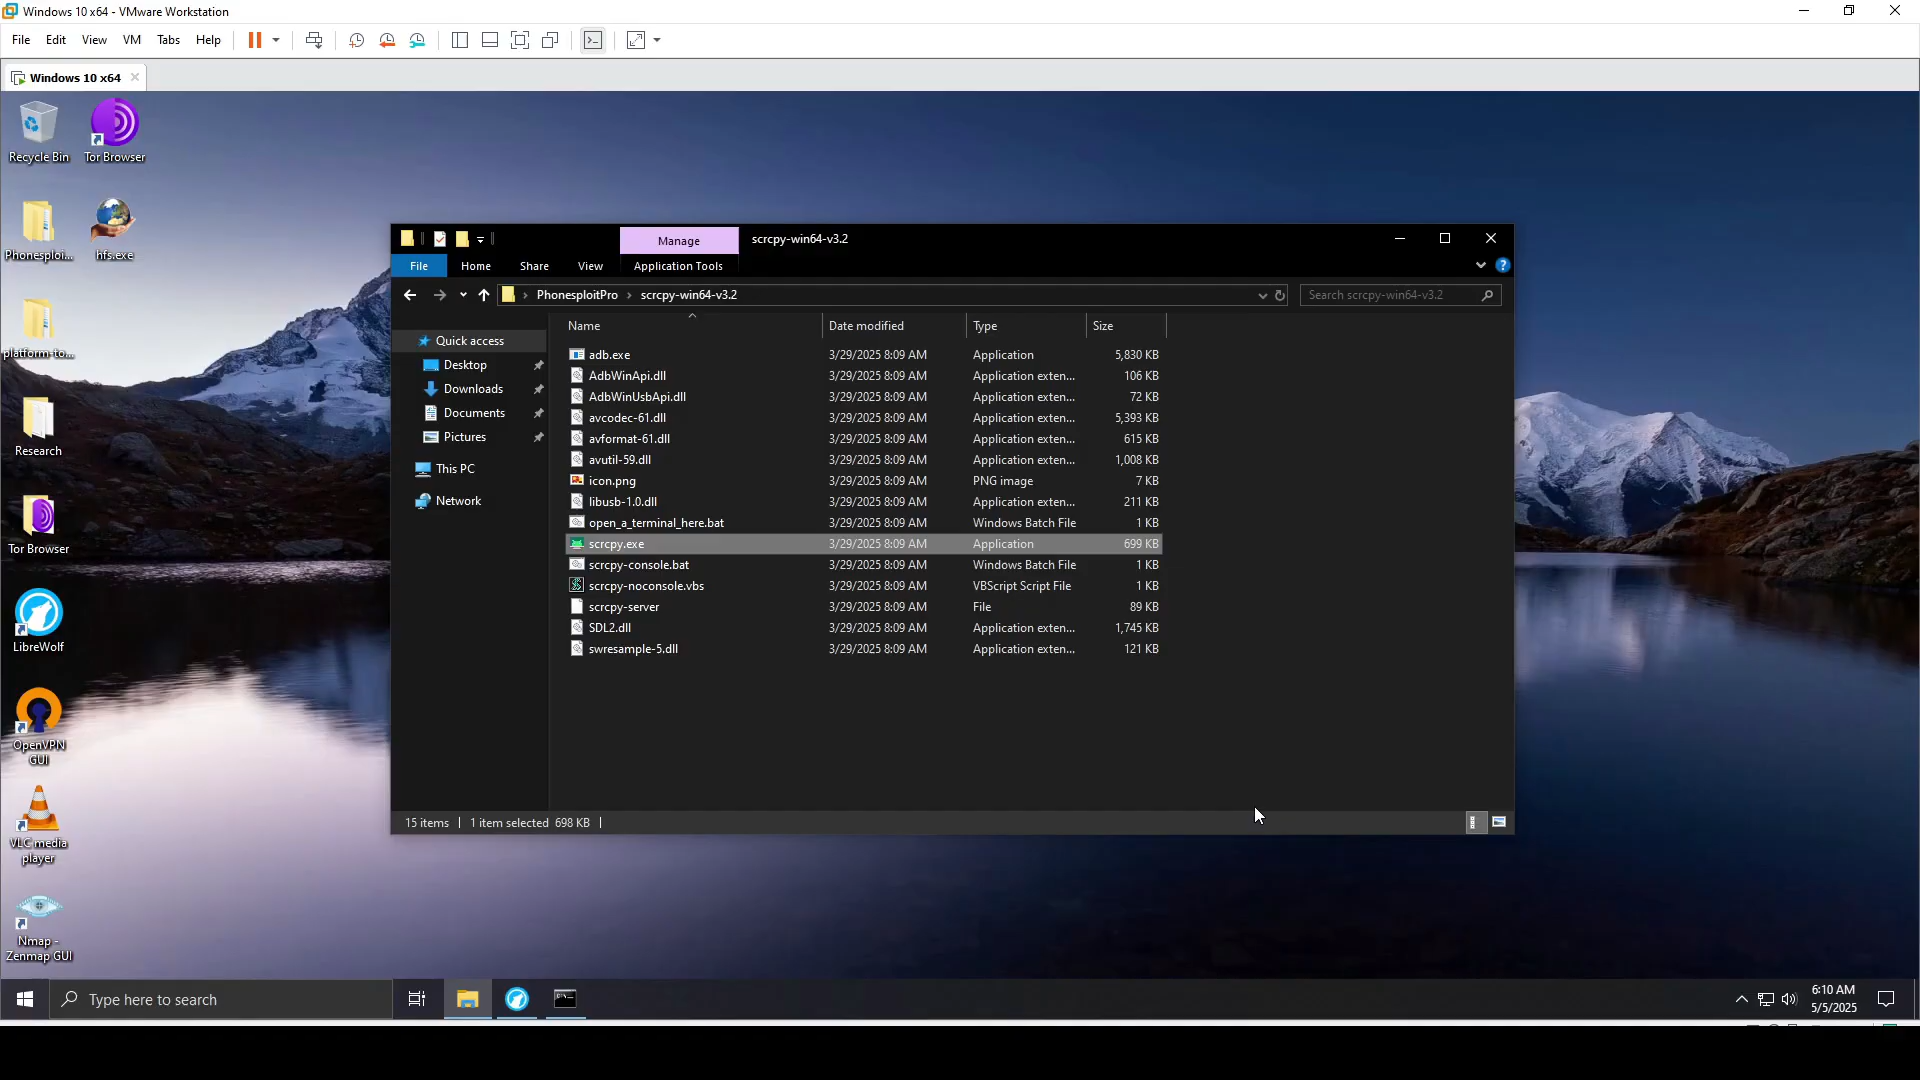 Windows 10 x64 - VMware Workstation
File Edit View VM Tabs Help
Windows 10 x64
Recycle Bin
Tor Browser
Phonesploi...
hfs.exe
platform-to...
Research
Tor Browser
LibreWolf
OpenVPN
GUI
VLC media
player
Nmap -
Zenmap GUI
Manage
scrcpy-win64-v3.2
File Home Share View Application Tools
PhonesploitPro scrcpy-win64-v3.2
Search scrcpy-win64-v3.2
Quick access
Desktop
Downloads
Documents
Pictures
This PC
Network
Name Date modified Type Size
adb.exe 3/29/2025 8:09 AM Application 5,830 KB
AdbWinApi.dll 3/29/2025 8:09 AM Application exten... 106 KB
AdbWinUsbApi.dll 3/29/2025 8:09 AM Application exten... 72 KB
avcodec-61.dll 3/29/2025 8:09 AM Application exten... 5,393 KB
avformat-61.dll 3/29/2025 8:09 AM Application exten... 615 KB
avutil-59.dll 3/29/2025 8:09 AM Application exten... 1,008 KB
icon.png 3/29/2025 8:09 AM PNG image 7 KB
libusb-1.0.dll 3/29/2025 8:09 AM Application exten... 211 KB
open_a_terminal_here.bat 3/29/2025 8:09 AM Windows Batch File 1 KB
scrcpy.exe 3/29/2025 8:09 AM Application 699 KB
scrcpy-console.bat 3/29/2025 8:09 AM Windows Batch File 1 KB
scrcpy-noconsole.vbs 3/29/2025 8:09 AM VBScript Script File 1 KB
scrcpy-server 3/29/2025 8:09 AM File 89 KB
SDL2.dll 3/29/2025 8:09 AM Application exten... 1,745 KB
swresample-5.dll 3/29/2025 8:09 AM Application exten... 121 KB
15 items 1 item selected 698 KB
Type here to search
6:10 AM
5/5/2025